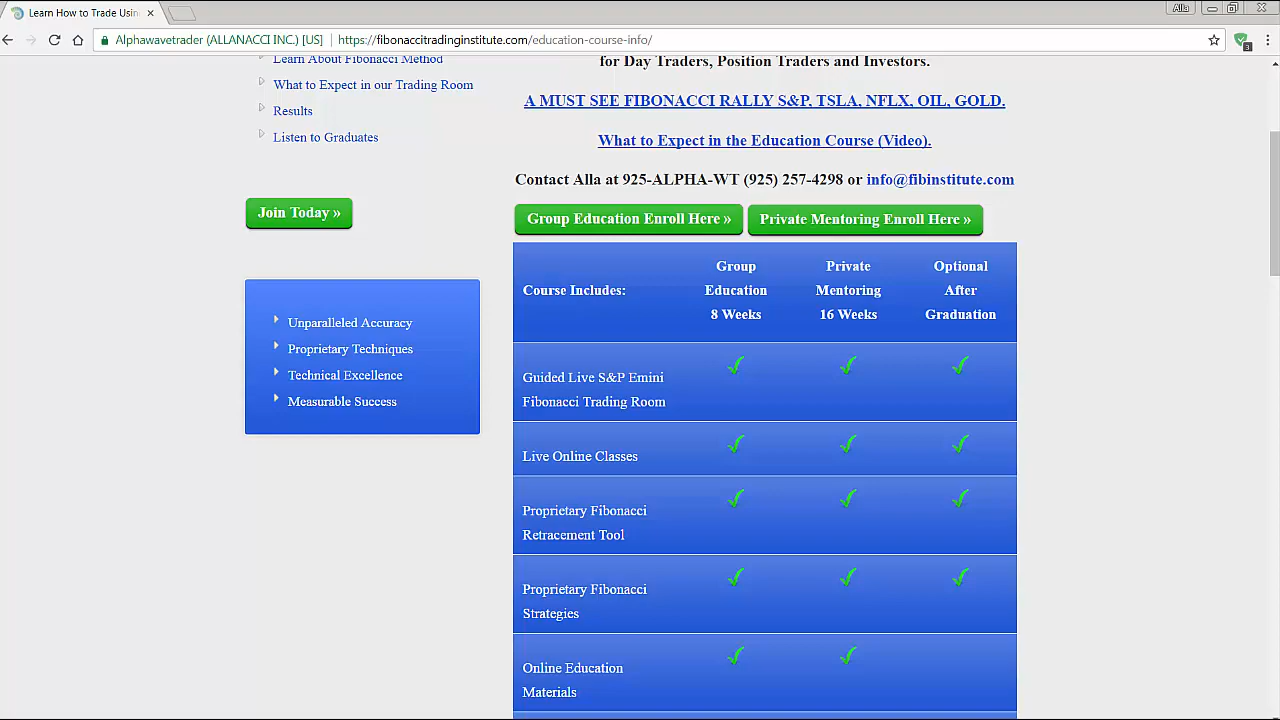 Learn How to Trade Usin
Alla
Alphawavetrader (ALLANACCI INC.) [US] https://fibonaccitradinginstitute.com/education-course-info/
3
Learn About Fibonacci Method
What to Expect in our Trading Room
Results
Listen to Graduates
Join Today »
Unparalleled Accuracy
Proprietary Techniques
Technical Excellence
Measurable Success
for Day Traders, Position Traders and Investors.
A MUST SEE FIBONACCI RALLY S&P, TSLA, NFLX, OIL, GOLD.
What to Expect in the Education Course (Video).
Contact Alla at 925-ALPHA-WT (925) 257-4298 or info@fibinstitute.com
Group Education Enroll Here »
Private Mentoring Enroll Here »
Course Includes:
Group
Education
8 Weeks
Private
Mentoring
16 Weeks
Optional
After
Graduation
Guided Live S&P Emini
Fibonacci Trading Room
Live Online Classes
Proprietary Fibonacci
Retracement Tool
Proprietary Fibonacci
Strategies
Online Education
Materials